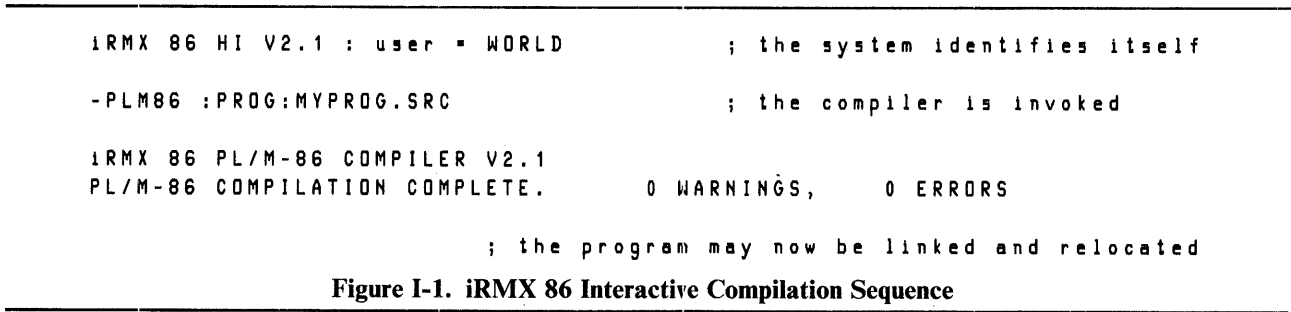 iRMX 86 HI V2.1 : user = WORLD ; the system identifies itself
-PLM86 :PROG:MYPROG.SRC ; the compiler is invoked
iRMX 86 PL/M-86 COMPILER V2.1
PL/M-86 COMPILATION COMPLETE. 0 WARNINGS, 0 ERRORS
; the program may now be linked and relocated
Figure I-1. iRMX 86 Interactive Compilation Sequence